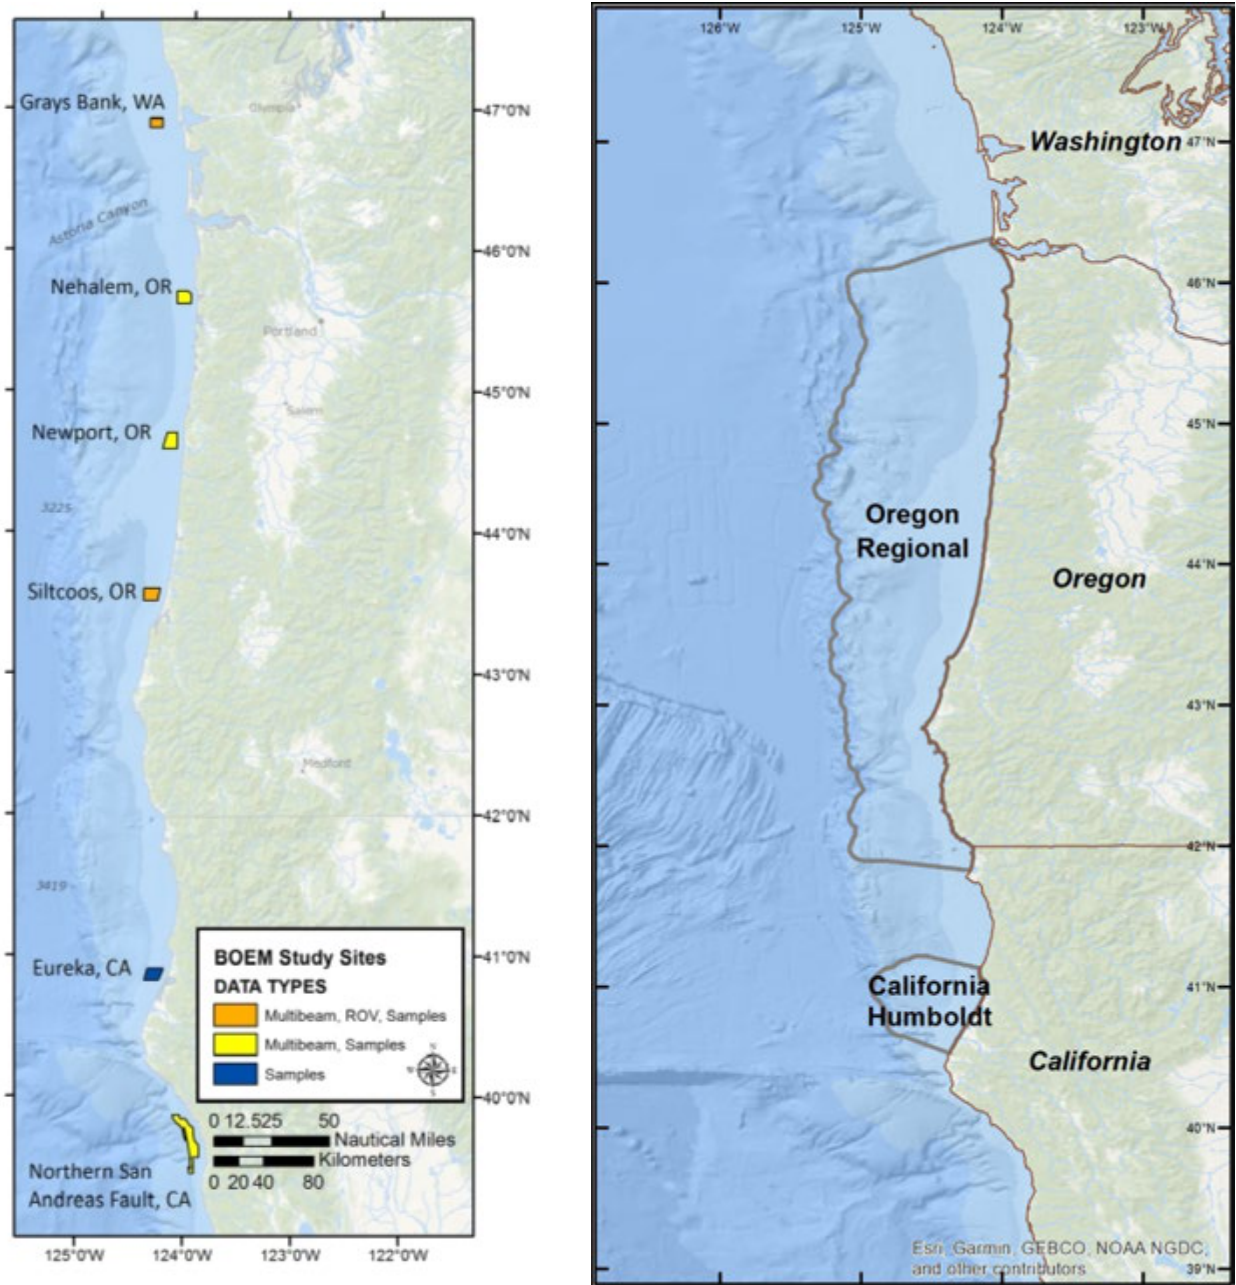 Grays Bank, WA
Olympia
47°0'N
Astoria Canyon
46°0'N
Nehalem, OR
Portland
45°0'N
Newport, OR
Salem
3225
44°0'N
Siltcoos, OR
43°0'N
Medford
42°0'N
3419
41°0'N
Eureka, CA
BOEM Study Sites
DATA TYPES
Multibeam, ROV, Samples
Multibeam, Samples
Samples
N
W E
S
40°0'N
0 12.525 50
Nautical Miles
Kilometers
0 20 40 80
Northern San
Andreas Fault, CA
125°0'W 124°0'W 123°0'W 122°0'W
126°W 125°W 124°W 123°W
Washington
47°N
46°N
45°N
Oregon
Regional
44°N
Oregon
43°N
42°N
California
Humboldt
41°N
California
40°N
Esri, Garmin, GEBCO, NOAA NGDC,
and other contributors
39°N